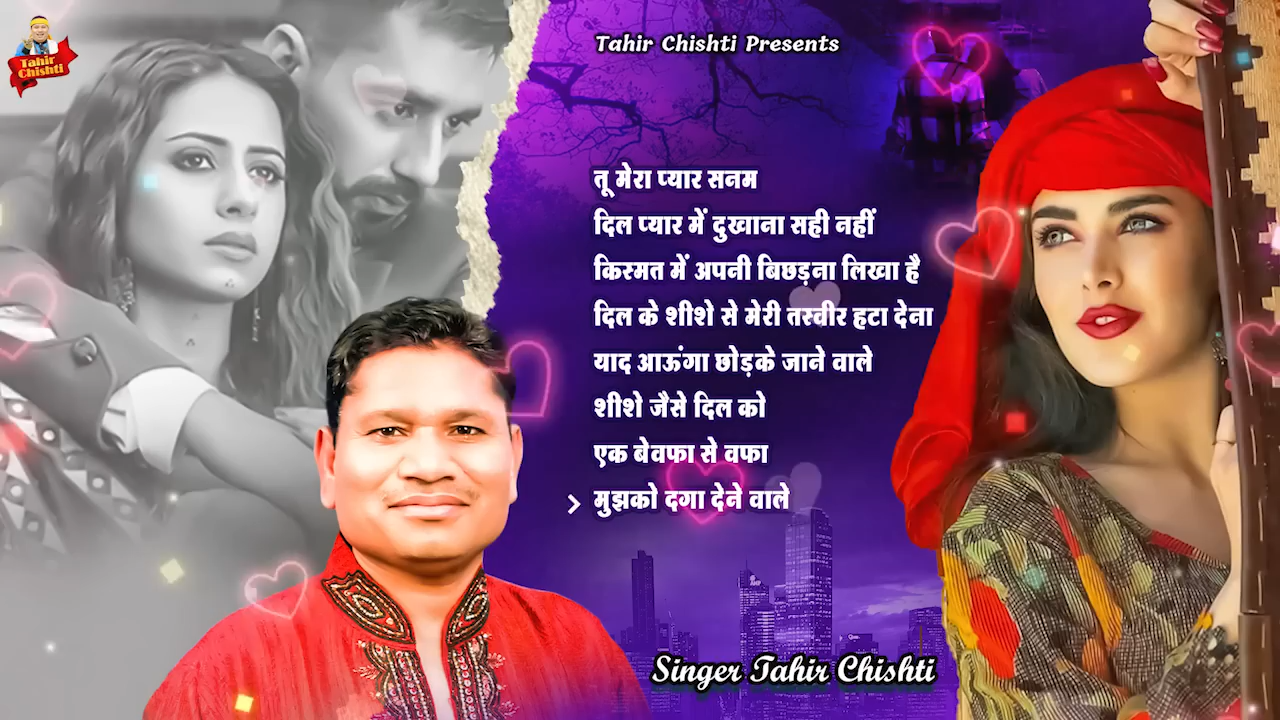 Tahir
Chishti
Tahir Chishti Presents
तू मेरा प्यार सनम
दिल प्यार में दुखाना सही नहीं
किस्मत में अपनी बिछड़ना लिखा है
दिल के शीशे से मेरी तस्वीर हटा देना
याद आऊंगा छोड़के जाने वाले
शीशे जैसे दिल को
एक बेवफा से वफा
मुझको दगा देने वाले
Singer Tahir Chishti